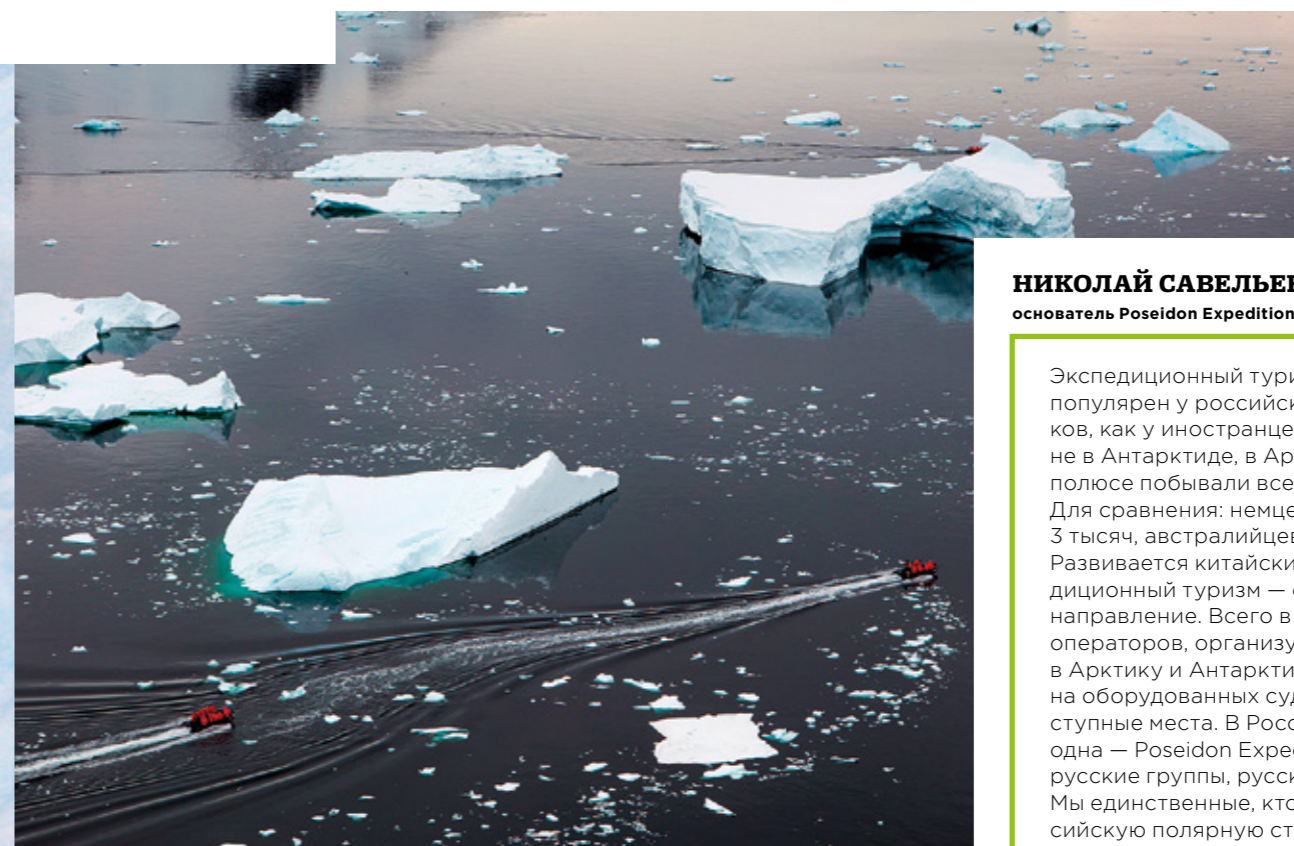 НИКОЛАЙ САВЕЛЬЕ
основатель Poseidon Expedition
Экспедиционный тури
популярен у российск
ков, как у иностранце
не в Антарктиде, в Ар
полюсе побывали все
Для сравнения: немце
3 тысяч, австралийцев
Развивается китайски
диционный туризм —
направление. Всего в
операторов, организу
в Арктику и Антаркти
на оборудованных суд
ступные места. В Росс
одна — Poseidon Expe
русские группы, русск
Мы единственные, кто
сийскую полярную ст